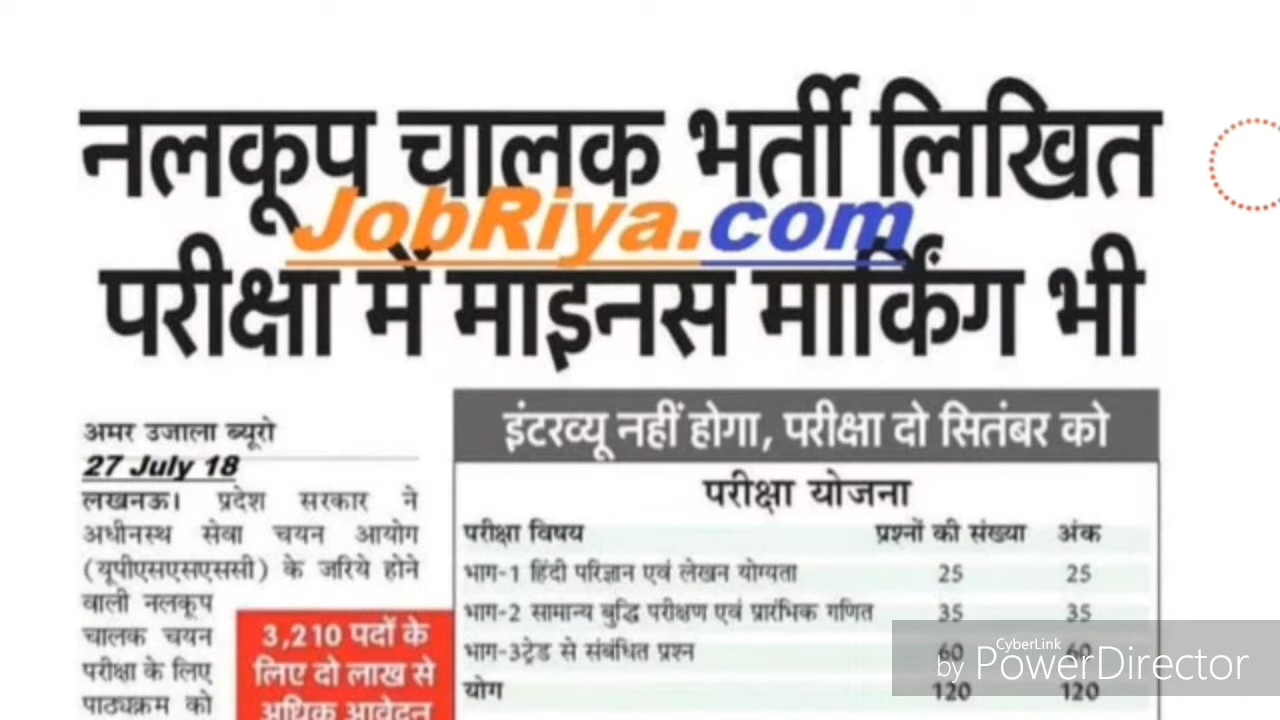 नलकूप चालक भर्ती लिखित
JobRiya.com
परीक्षा में माइनस मार्किंग भी
अमर उजाला ब्यूरो
27 July 18
लखनऊ। प्रदेश सरकार ने
अधीनस्थ सेवा चयन आयोग
(यूपीएसएसएससी) के जरिये होने
वाली नलकूप
चालक चयन
परीक्षा के लिए
पाठ्यक्रम को
3,210 पदों के
लिए दो लाख से
अधिक आवेदन
इंटरव्यू नहीं होगा, परीक्षा दो सितंबर को
परीक्षा योजना
परीक्षा विषय प्रश्नों की संख्या अंक
भाग-1 हिंदी परिज्ञान एवं लेखन योग्यता 25 25
भाग-2 सामान्य बुद्धि परीक्षण एवं प्रारंभिक गणित 35 35
भाग-3ट्रेड से संबंधित प्रश्न 60 60
योग 120 120
CyberLink
by PowerDirector